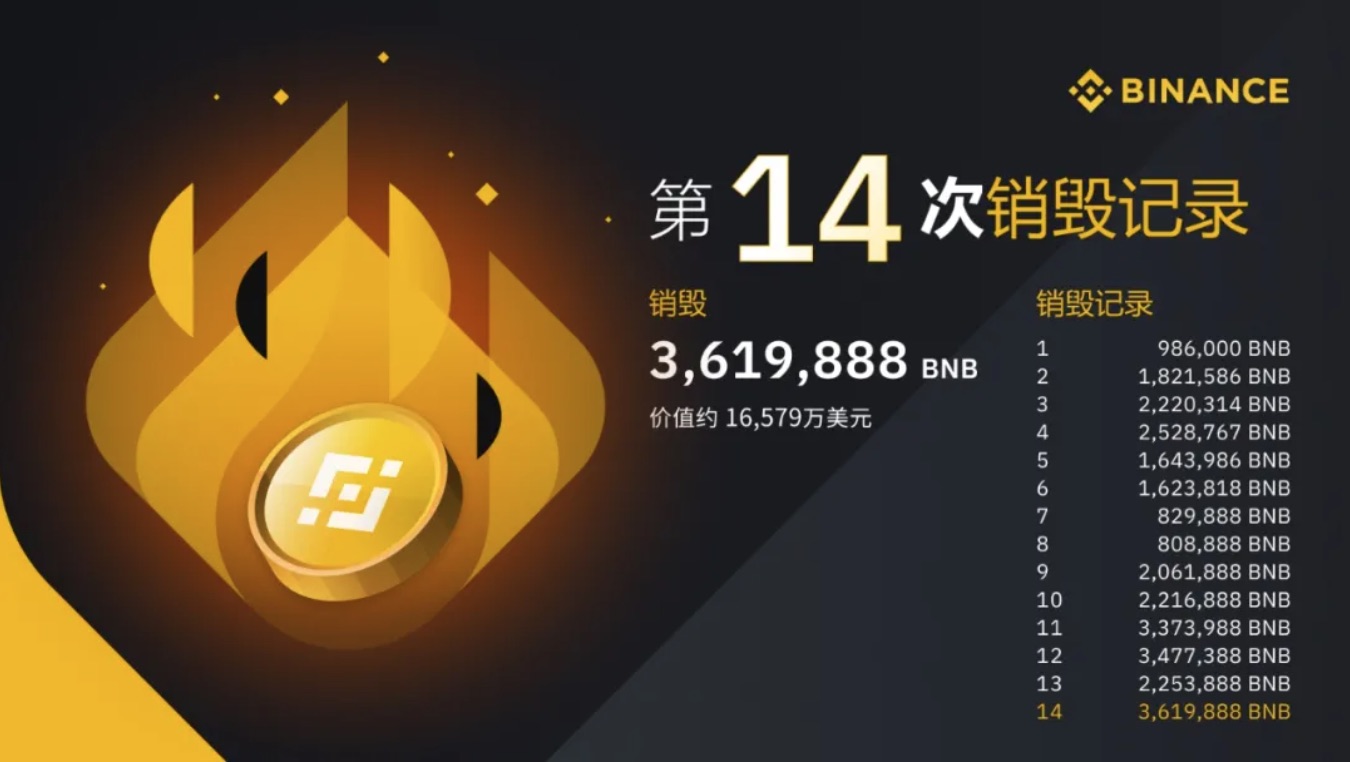 BINANCE
第14次销毁记录
销毁
3,619,888 BNB
价值约 16,579万美元
销毁记录
1 986,000 BNB
2 1,821,586 BNB
3 2,220,314 BNB
4 2,528,767 BNB
5 1,643,986 BNB
6 1,623,818 BNB
7 829,888 BNB
8 808,888 BNB
9 2,061,888 BNB
10 2,216,888 BNB
11 3,373,988 BNB
12 3,477,388 BNB
13 2,253,888 BNB
14 3,619,888 BNB